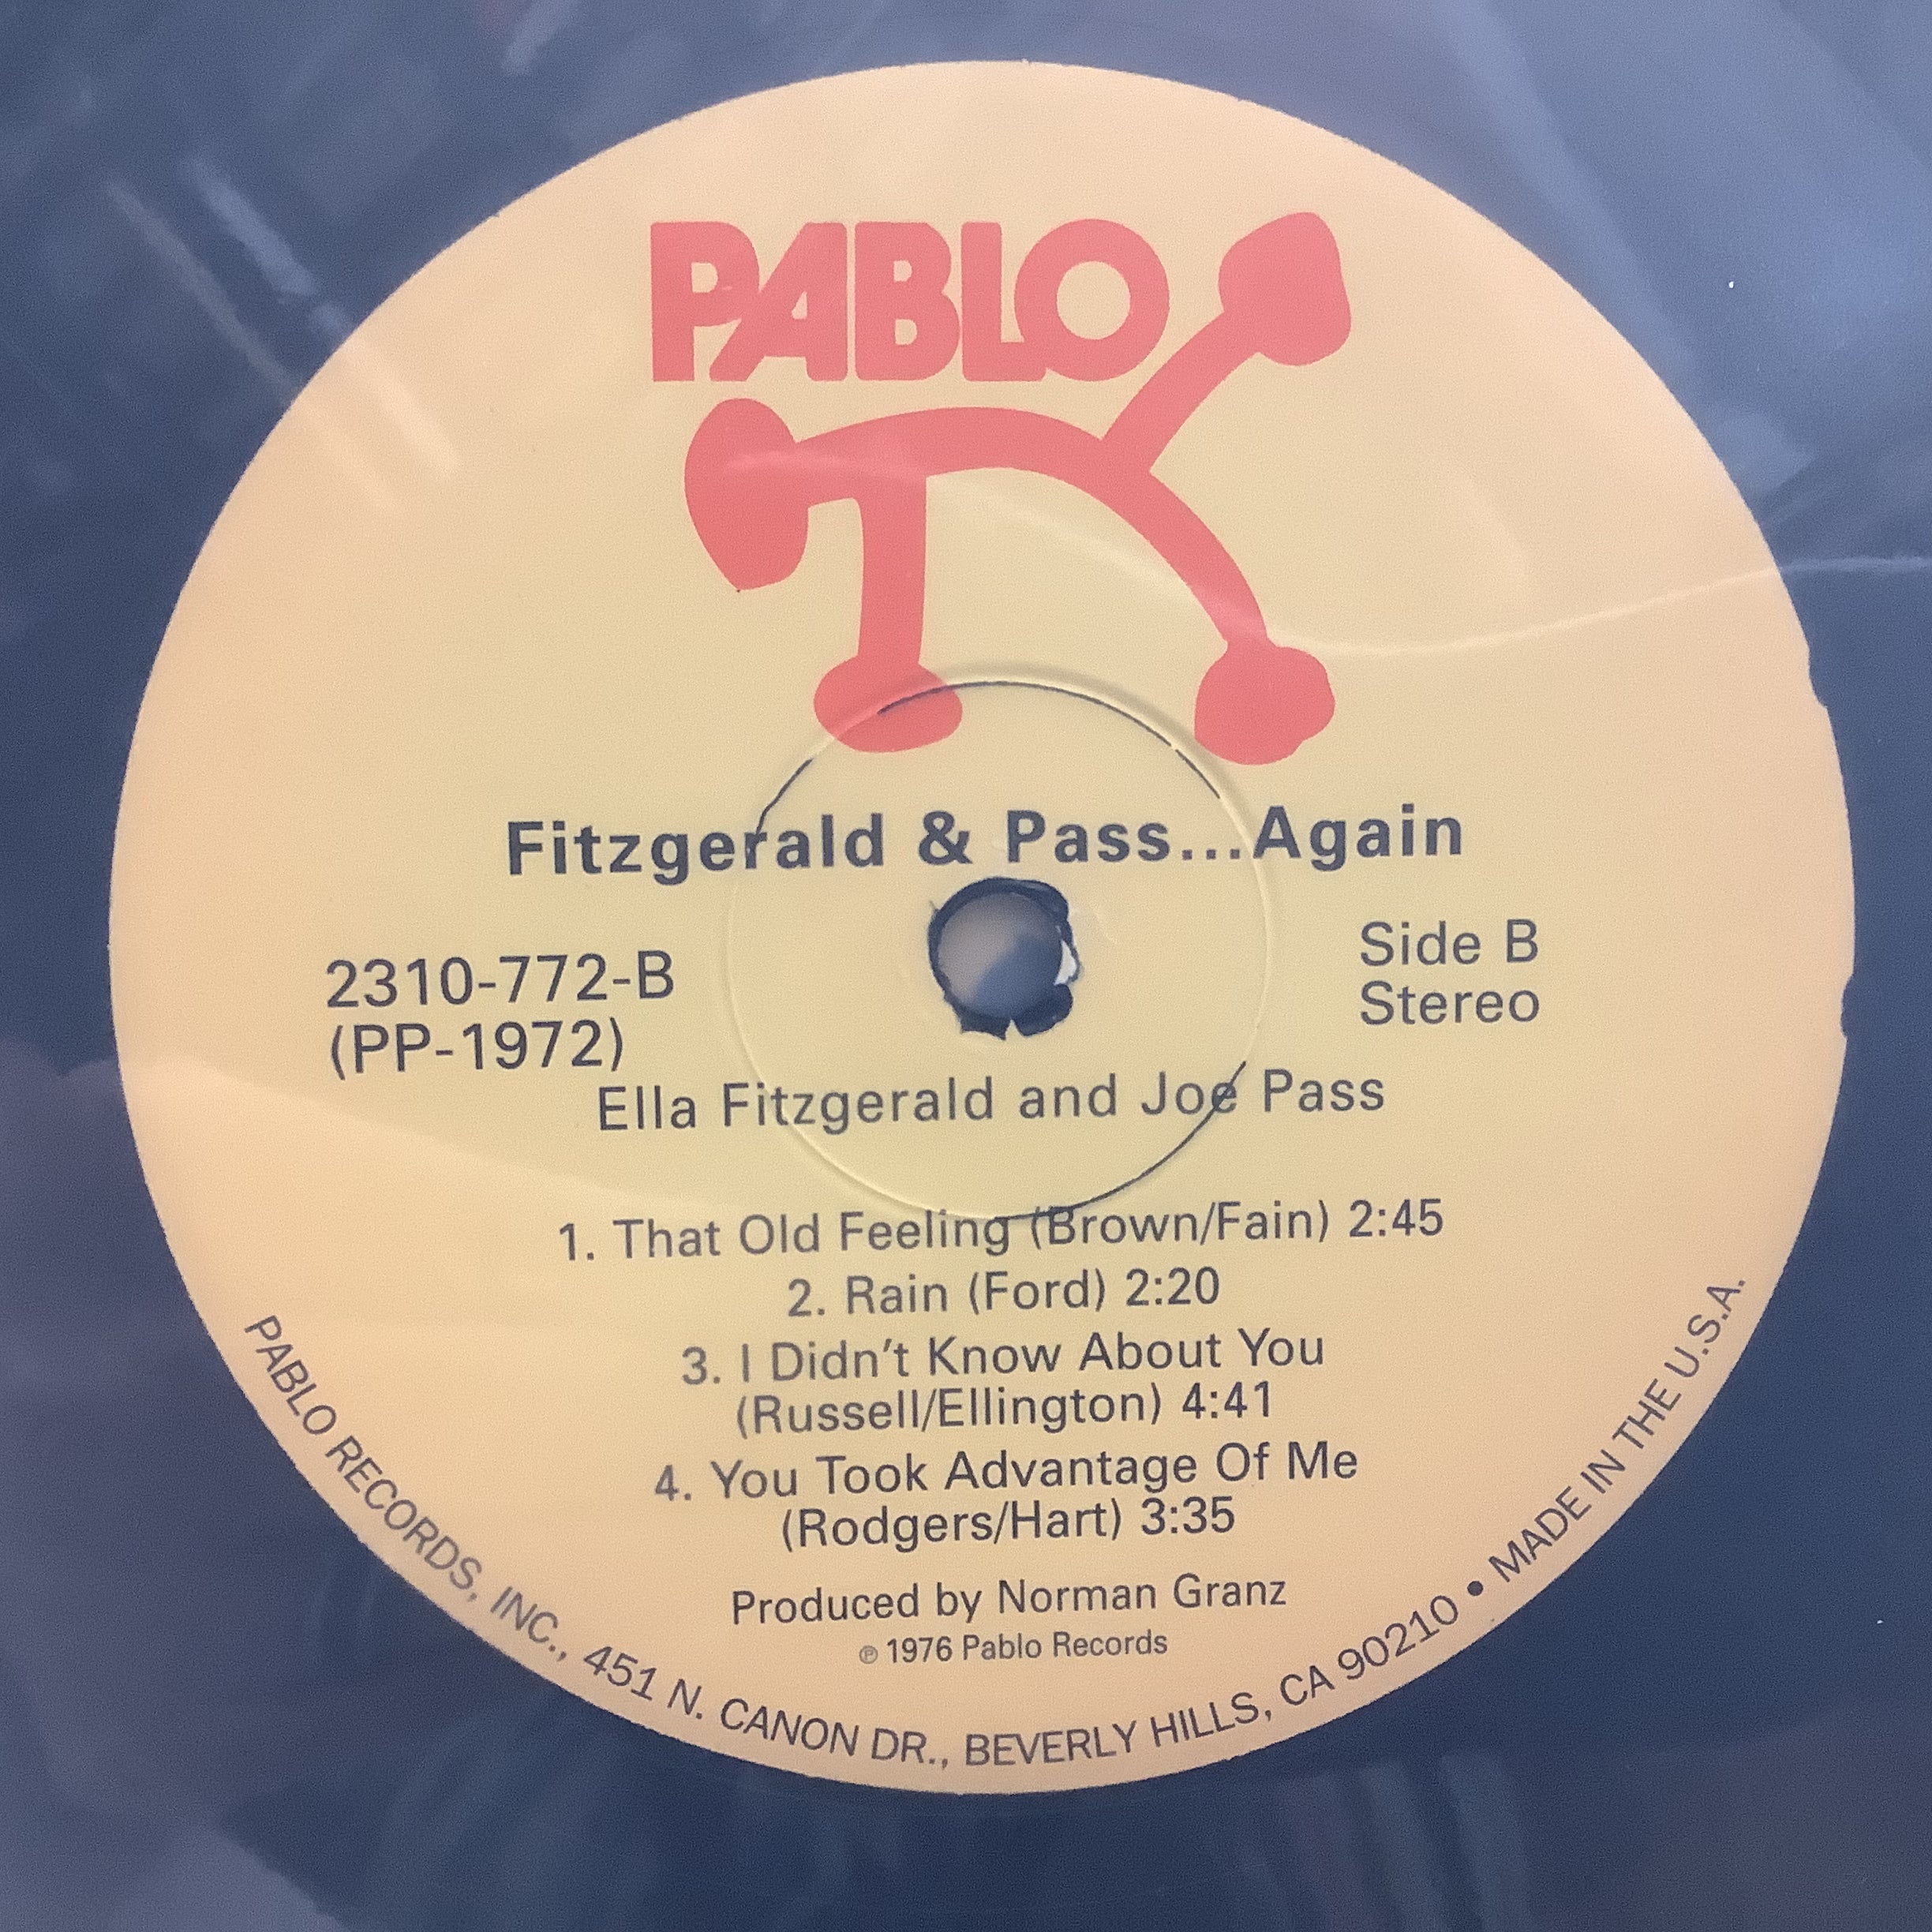 PABLO
Fitzgerald & Pass...Again
2310-772-B
(PP-1972)
Side B
Stereo
Ella Fitzgerald and Joe Pass
1. That Old Feeling (Brown/Fain) 2:45
2. Rain (Ford) 2:20
3. I Didn't Know About You
(Russell/Ellington) 4:41
4. You Took Advantage Of Me
(Rodgers/Hart) 3:35
Produced by Norman Granz
℗ 1976 Pablo Records
PABLO RECORDS, INC., 451 N. CANON DR., BEVERLY HILLS, CA 90210 • MADE IN THE U.S.A.